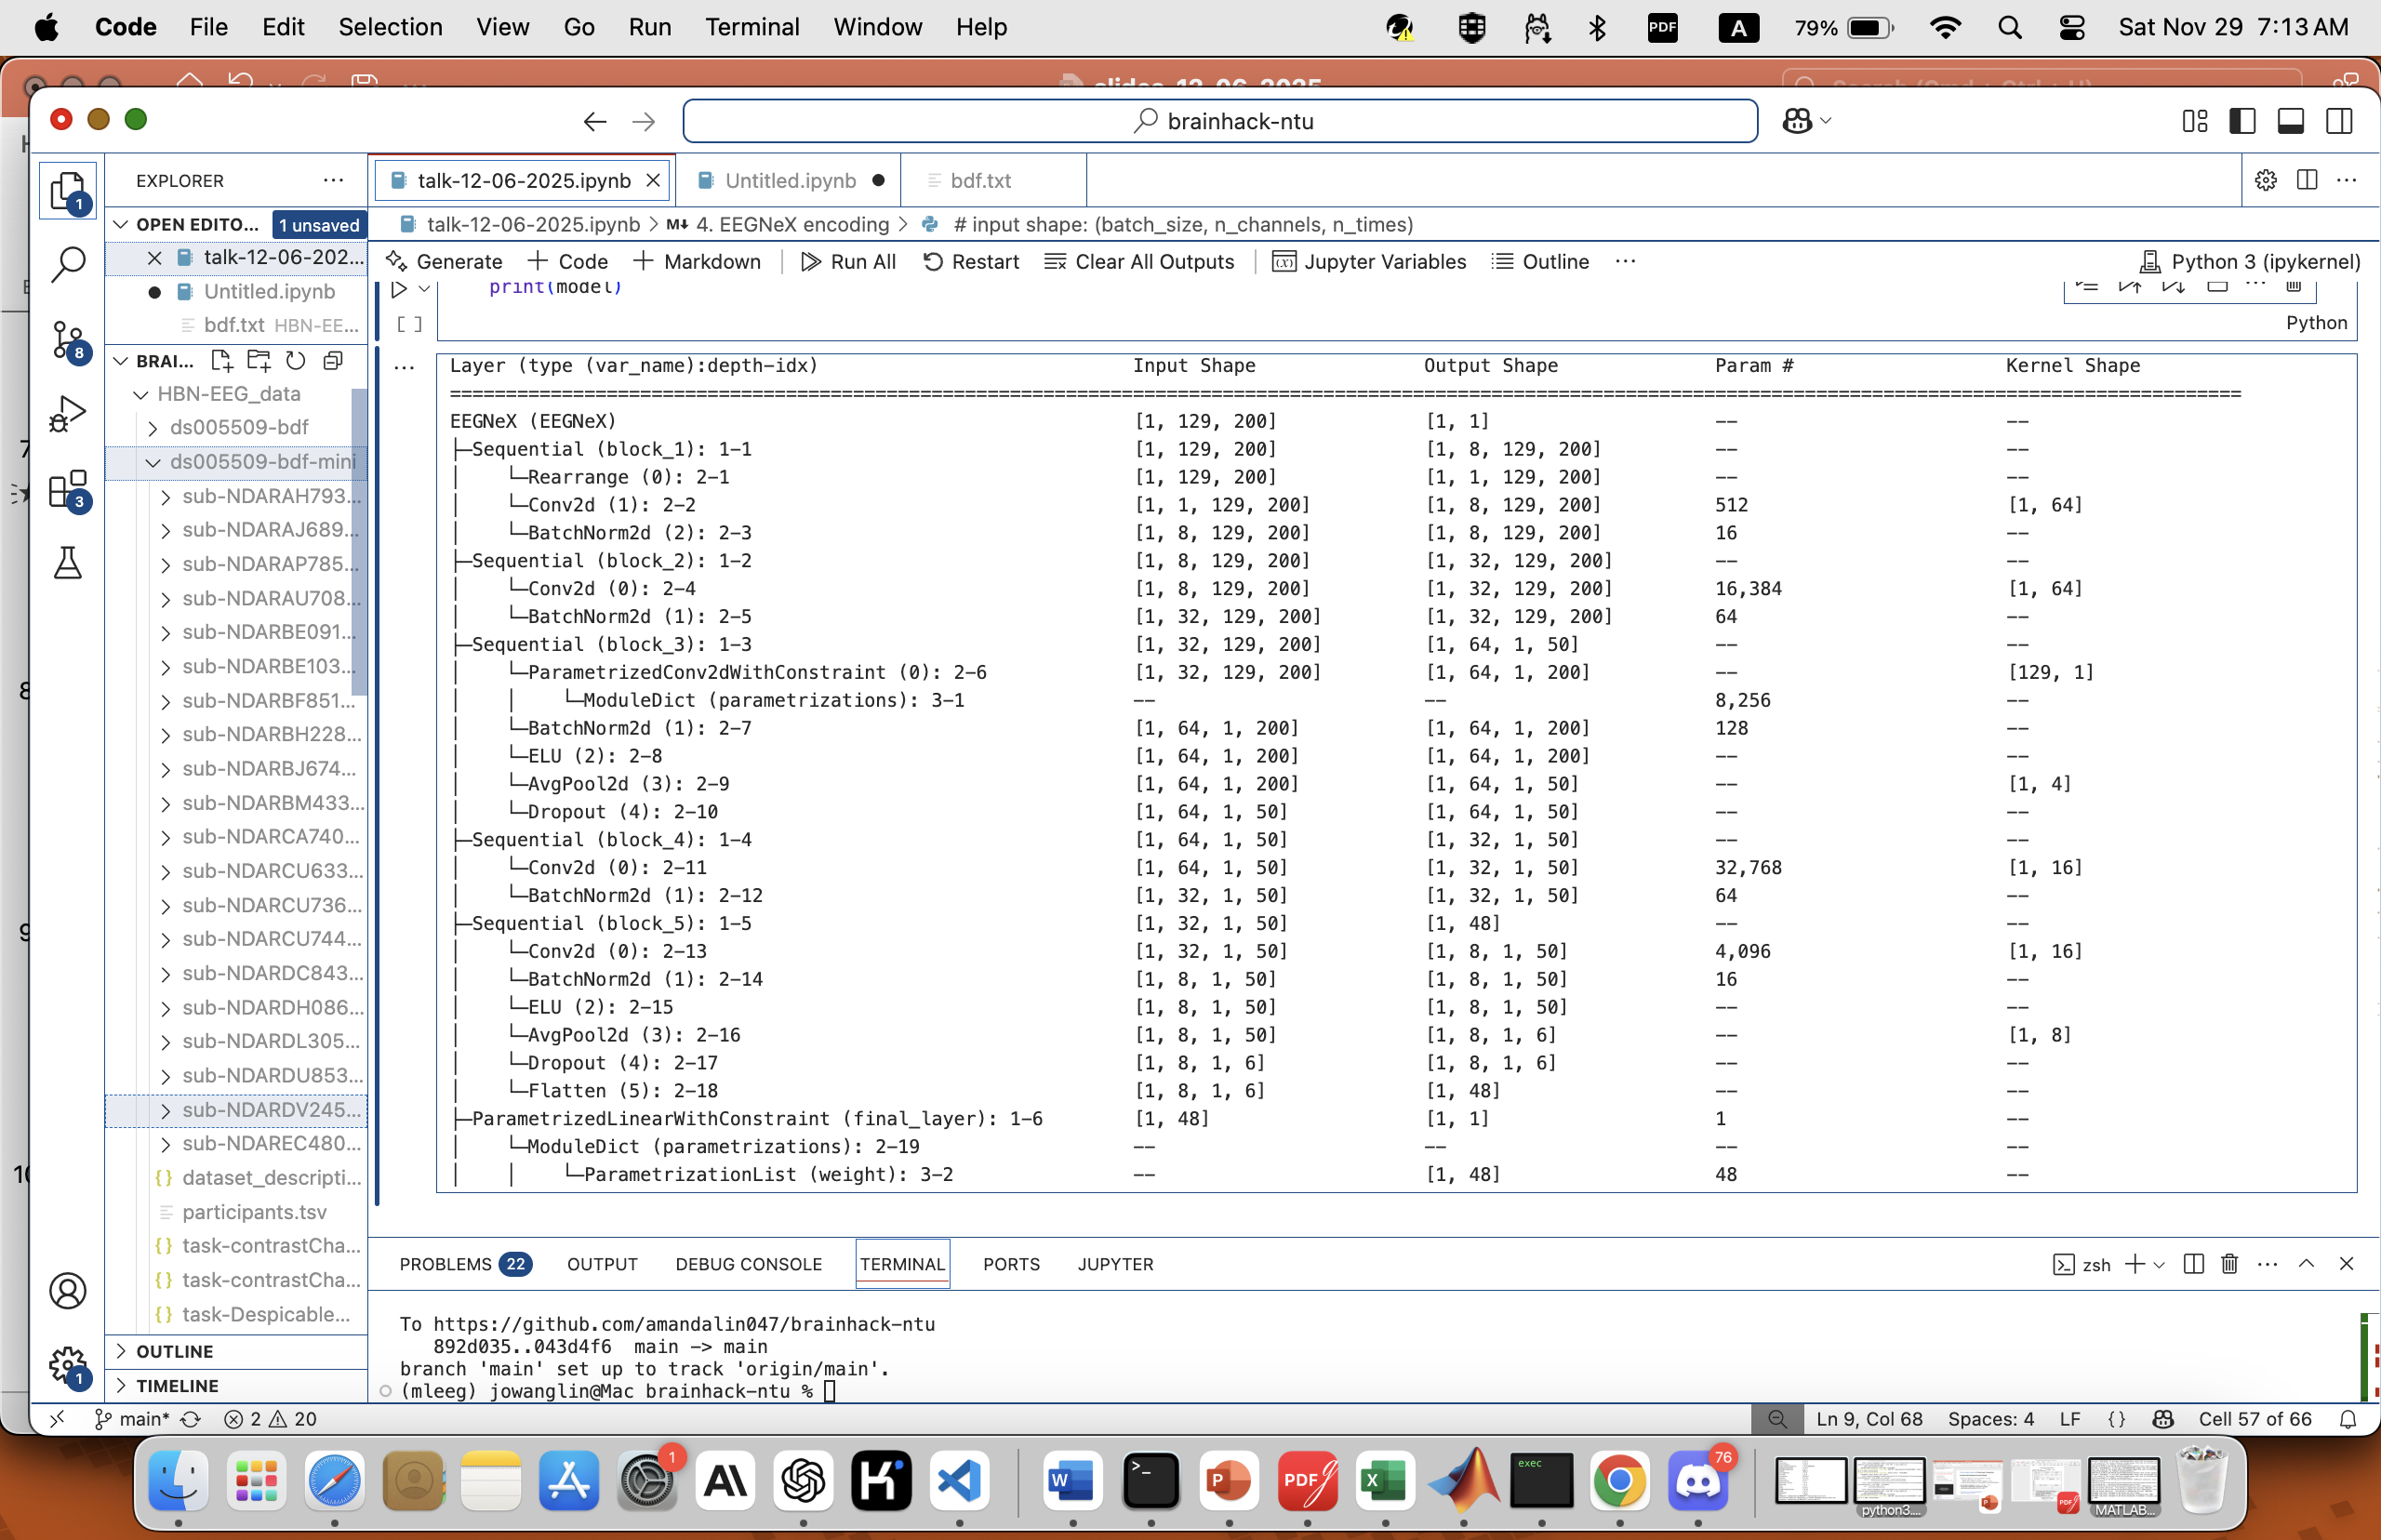 Code File Edit Selection View Go Run Terminal Window Help PDF A 79% Sat Nov 29 7:13 AM
slides-12-06-2025
brainhack-ntu
EXPLORER
talk-12-06-2025.ipynb Untitled.ipynb bdf.txt
OPEN EDITO... 1 unsaved
talk-12-06-2025.ipynb > M↓ 4. EEGNeX encoding > # input shape: (batch_size, n_channels, n_times)
talk-12-06-202...
Untitled.ipynb
bdf.txt HBN-EE...
Generate + Code + Markdown Run All Restart Clear All Outputs Jupyter Variables Outline ... Python 3 (ipykernel)
print(model)
[ ]
Python
BRAI...
HBN-EEG_data
ds005509-bdf
ds005509-bdf-mini
sub-NDARAH793...
sub-NDARAJ689...
sub-NDARAP785...
sub-NDARAU708...
sub-NDARBE091...
sub-NDARBE103...
sub-NDARBF851...
sub-NDARBH228...
sub-NDARBJ674...
sub-NDARBM433...
sub-NDARCA740...
sub-NDARCU633...
sub-NDARCU736...
sub-NDARCU744...
sub-NDARDC843...
sub-NDARDH086...
sub-NDARDL305...
sub-NDARDU853...
sub-NDARDV245...
sub-NDAREC480...
dataset_descripti...
participants.tsv
task-contrastCha...
task-contrastCha...
task-Despicable...
OUTLINE
TIMELINE
Layer (type (var_name):depth-idx) Input Shape Output Shape Param # Kernel Shape
EEGNeX (EEGNeX) [1, 129, 200] [1, 1] -- --
├─Sequential (block_1): 1-1 [1, 129, 200] [1, 8, 129, 200] -- --
│ └─Rearrange (0): 2-1 [1, 129, 200] [1, 1, 129, 200] -- --
│ └─Conv2d (1): 2-2 [1, 1, 129, 200] [1, 8, 129, 200] 512 [1, 64]
│ └─BatchNorm2d (2): 2-3 [1, 8, 129, 200] [1, 8, 129, 200] 16 --
├─Sequential (block_2): 1-2 [1, 8, 129, 200] [1, 32, 129, 200] -- --
│ └─Conv2d (0): 2-4 [1, 8, 129, 200] [1, 32, 129, 200] 16,384 [1, 64]
│ └─BatchNorm2d (1): 2-5 [1, 32, 129, 200] [1, 32, 129, 200] 64 --
├─Sequential (block_3): 1-3 [1, 32, 129, 200] [1, 64, 1, 50] -- --
│ └─ParametrizedConv2dWithConstraint (0): 2-6 [1, 32, 129, 200] [1, 64, 1, 200] -- [129, 1]
│ │ └─ModuleDict (parametrizations): 3-1 -- -- 8,256 --
│ └─BatchNorm2d (1): 2-7 [1, 64, 1, 200] [1, 64, 1, 200] 128 --
│ └─ELU (2): 2-8 [1, 64, 1, 200] [1, 64, 1, 200] -- --
│ └─AvgPool2d (3): 2-9 [1, 64, 1, 200] [1, 64, 1, 50] -- [1, 4]
│ └─Dropout (4): 2-10 [1, 64, 1, 50] [1, 64, 1, 50] -- --
├─Sequential (block_4): 1-4 [1, 64, 1, 50] [1, 32, 1, 50] -- --
│ └─Conv2d (0): 2-11 [1, 64, 1, 50] [1, 32, 1, 50] 32,768 [1, 16]
│ └─BatchNorm2d (1): 2-12 [1, 32, 1, 50] [1, 32, 1, 50] 64 --
├─Sequential (block_5): 1-5 [1, 32, 1, 50] [1, 48] -- --
│ └─Conv2d (0): 2-13 [1, 32, 1, 50] [1, 8, 1, 50] 4,096 [1, 16]
│ └─BatchNorm2d (1): 2-14 [1, 8, 1, 50] [1, 8, 1, 50] 16 --
│ └─ELU (2): 2-15 [1, 8, 1, 50] [1, 8, 1, 50] -- --
│ └─AvgPool2d (3): 2-16 [1, 8, 1, 50] [1, 8, 1, 6] -- [1, 8]
│ └─Dropout (4): 2-17 [1, 8, 1, 6] [1, 8, 1, 6] -- --
│ └─Flatten (5): 2-18 [1, 8, 1, 6] [1, 48] -- --
├─ParametrizedLinearWithConstraint (final_layer): 1-6 [1, 48] [1, 1] 1 --
│ └─ModuleDict (parametrizations): 2-19 -- -- -- --
│ │ └─ParametrizationList (weight): 3-2 -- [1, 48] 48 --
PROBLEMS 22 OUTPUT DEBUG CONSOLE TERMINAL PORTS JUPYTER zsh
To https://github.com/amandalin047/brainhack-ntu
892d035..043d4f6 main -> main
branch 'main' set up to track 'origin/main'.
(mleeg) jowanglin@Mac brainhack-ntu %
main* 2 20 Ln 9, Col 68 Spaces: 4 LF {} Cell 57 of 66
1 W P PDF X exec 76 python3... MATLAB...